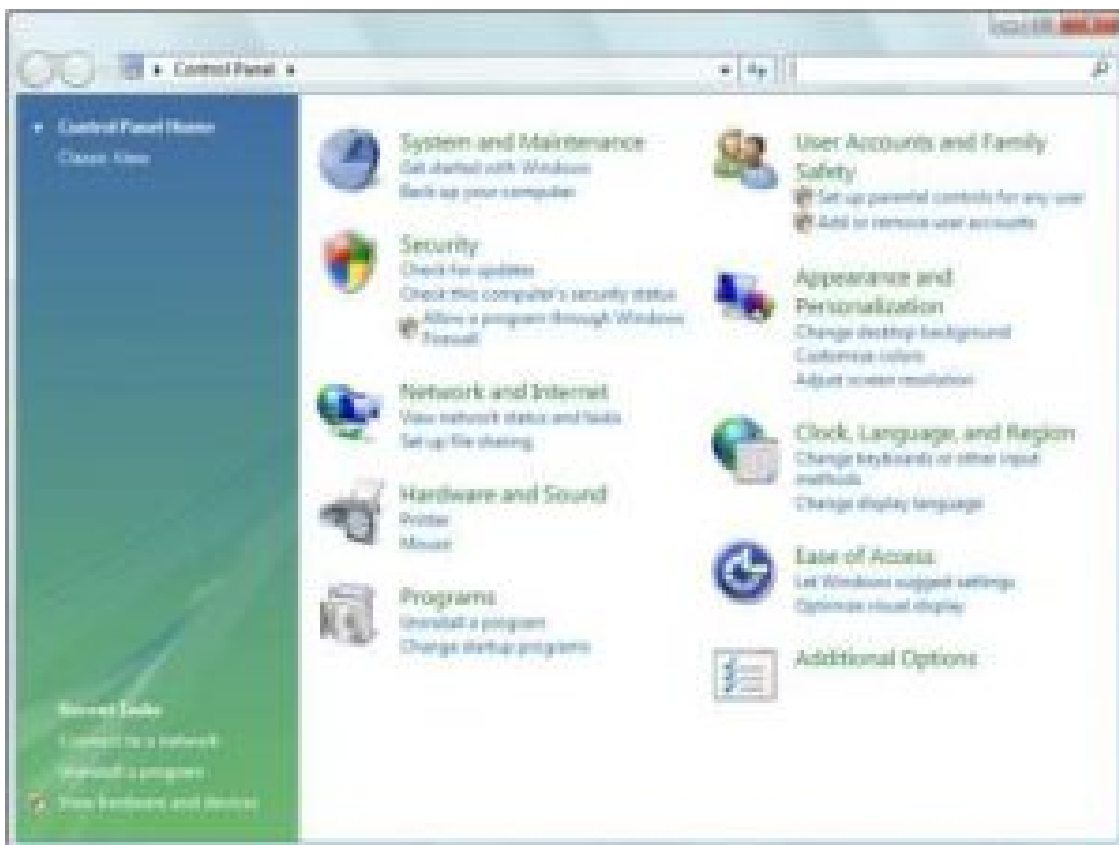 Control Panel
Control Panel Home
Classic View
System and Maintenance
Get started with Windows
Back up your computer
Security
Check for updates
Check this computer's security status
Allow a program through Windows
Firewall
Network and Internet
View network status and tasks
Set up file sharing
Hardware and Sound
Printer
Mouse
Programs
Uninstall a program
Change startup programs
User Accounts and Family
Safety
Set up parental controls for any user
Add or remove user accounts
Appearance and
Personalization
Change desktop background
Customize colors
Adjust screen resolution
Clock, Language, and Region
Change keyboards or other input
methods
Change display language
Ease of Access
Let Windows suggest settings
Optimize visual display
Additional Options
Recent Tasks
Connect to a network
Uninstall a program
View hardware and devices